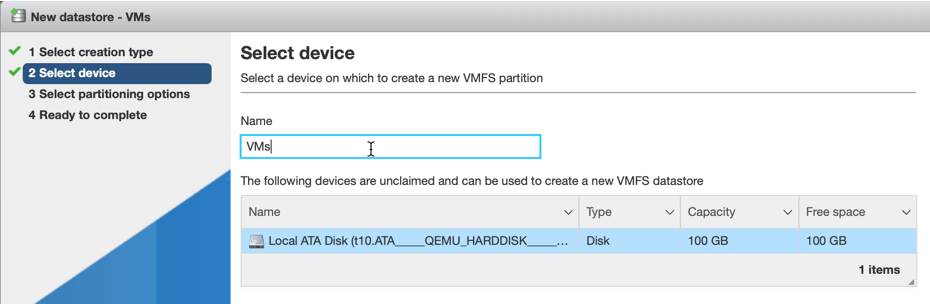 New datastore - VMs
1 Select creation type
2 Select device
3 Select partitioning options
4 Ready to complete
Select device
Select a device on which to create a new VMFS partition
Name
VMs
The following devices are unclaimed and can be used to create a new VMFS datastore
Name Type Capacity Free space
Local ATA Disk (t10.ATA_____QEMU_HARDDISK_____... Disk 100 GB 100 GB
1 items